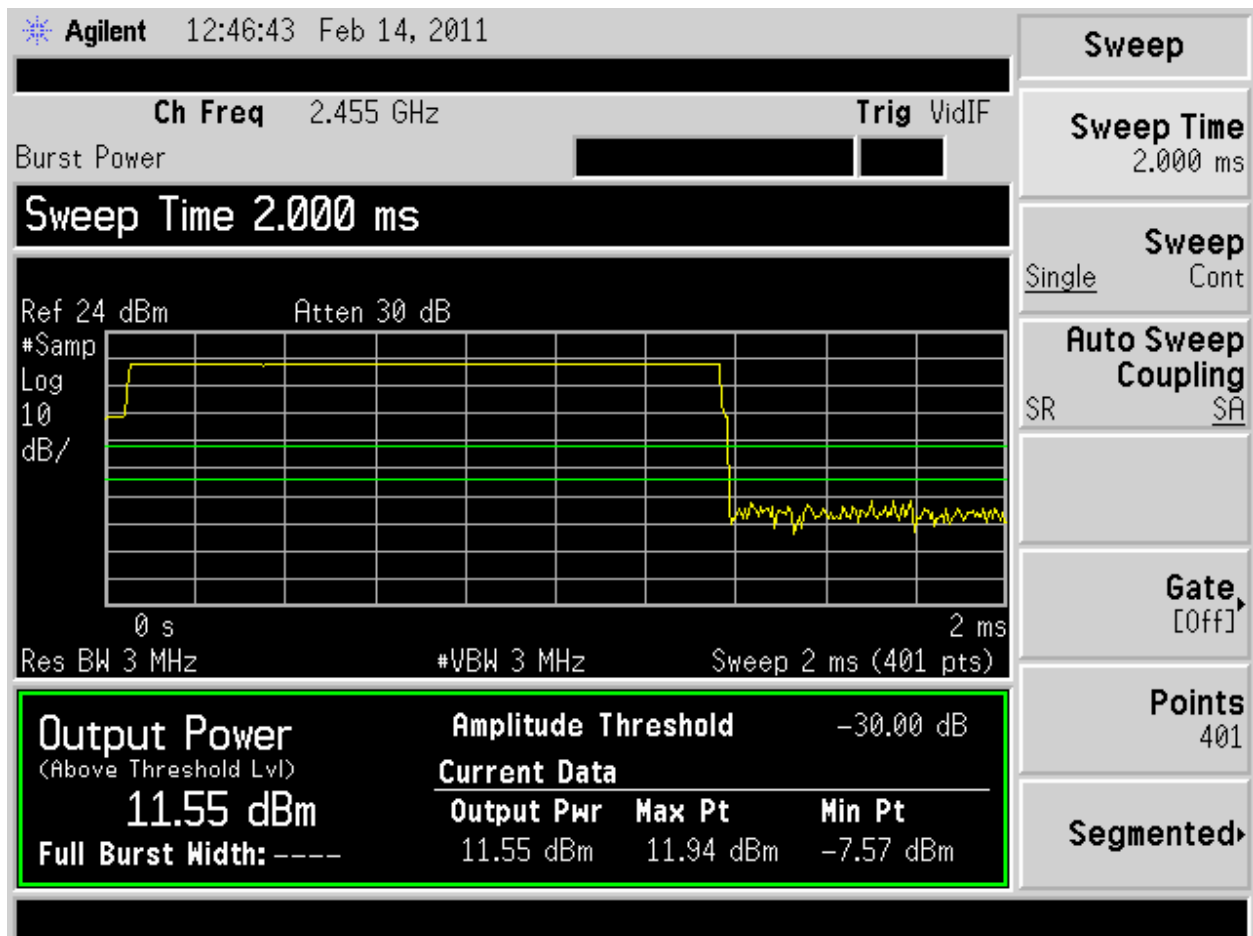 Agilent 12:46:43 Feb 14, 2011
Ch Freq 2.455 GHz Trig VidIF
Burst Power
Sweep Time 2.000 ms
Ref 24 dBm Atten 30 dB
#Samp
Log
10
dB/
0 s 2 ms
Res BW 3 MHz #VBW 3 MHz Sweep 2 ms (401 pts)
Output Power
(Above Threshold Lvl)
11.55 dBm
Full Burst Width: ----
Amplitude Threshold -30.00 dB
Current Data
Output Pwr Max Pt Min Pt
11.55 dBm 11.94 dBm -7.57 dBm
Sweep
Sweep Time
2.000 ms
Sweep
Single Cont
Auto Sweep
Coupling
SR SA
Gate
[Off]
Points
401
Segmented